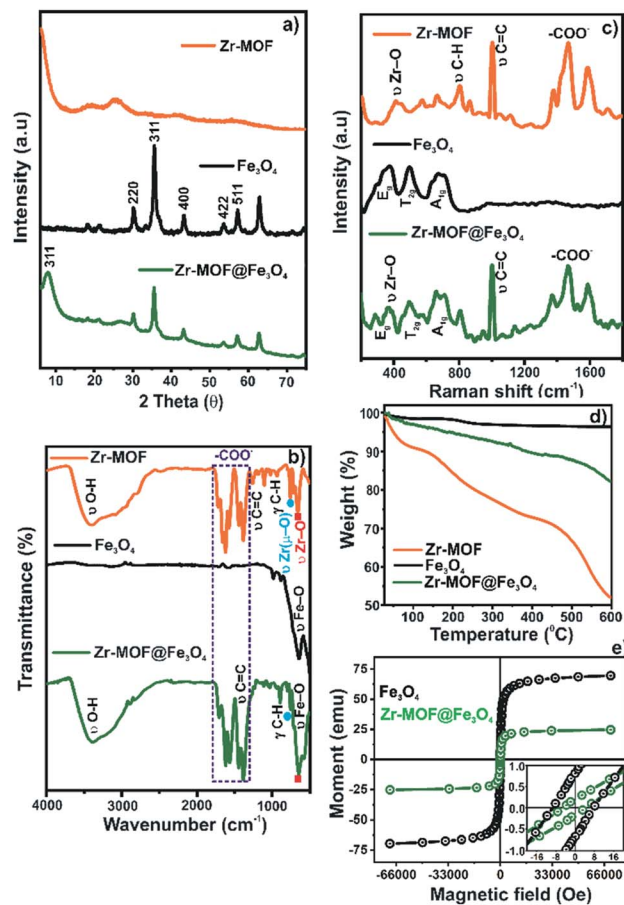 a)
Zr-MOF
Intensity (a.u)
Fe₃O₄
220
311
400
422
511
311
Zr-MOF@Fe₃O₄
10 20 30 40 50 60 70
2 Theta (θ)
c)
Zr-MOF
υ Zr–O
υ C-H
υ C=C
-COO⁻
Intensity (a.u)
Fe₃O₄
Eg
T2g
A1g
Zr-MOF@Fe₃O₄
Eg
υ Zr–O
T2g
A1g
υ C=C
-COO⁻
400 800 1200 1600
Raman shift (cm⁻¹)
b)
-COO⁻
Zr-MOF
υ O-H
υ C=C
γ C-H
υ Zr(μ–O)
υ Zr–O
Transmittance (%)
Fe₃O₄
υ Fe–O
Zr-MOF@Fe₃O₄
υ O-H
υ C=C
γ C-H
υ Fe–O
4000 3000 2000 1000
Wavenumber (cm⁻¹)
d)
100
90
80
70
60
50
Weight (%)
Zr-MOF
Fe₃O₄
Zr-MOF@Fe₃O₄
100 200 300 400 500 600
Temperature (⁰C)
e)
75
50
25
0
-25
-50
-75
Moment (emu)
Fe₃O₄
Zr-MOF@Fe₃O₄
1.0
0.5
0.0
-0.5
-1.0
-16 -8 0 8 16
-66000 -33000 0 33000 66000
Magnetic field (Oe)